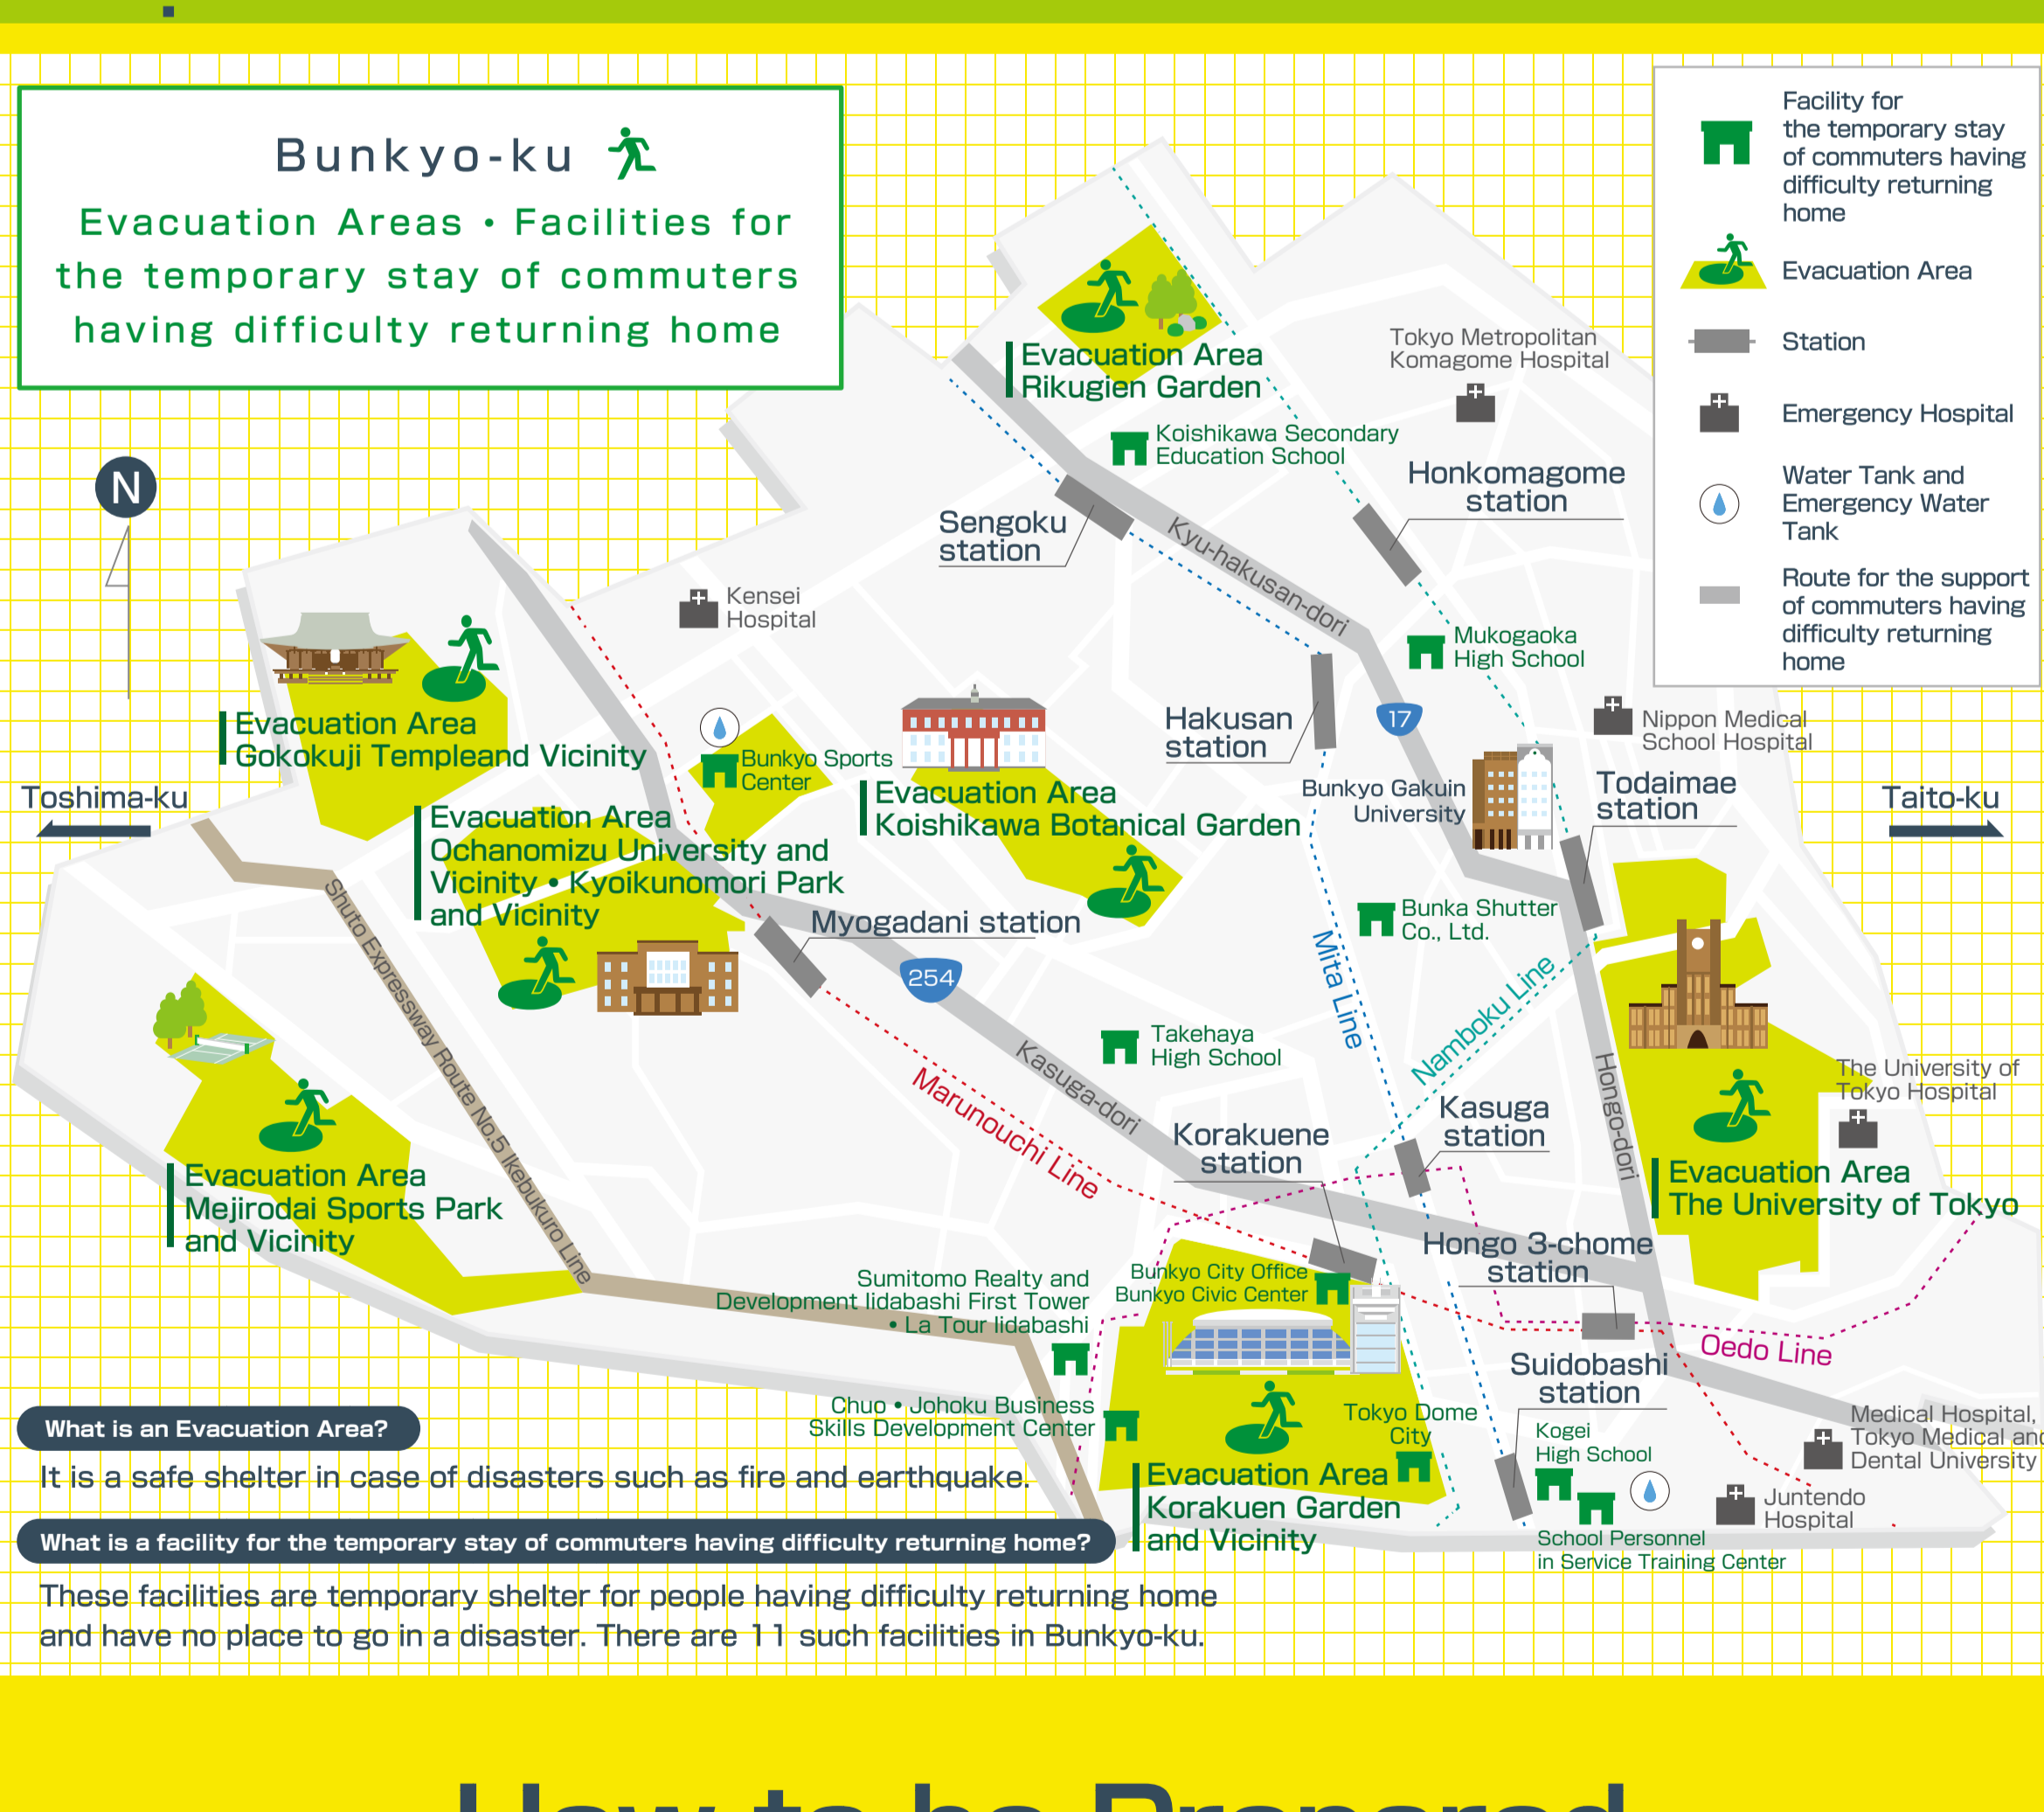 Bunkyo-ku
Evacuation Areas • Facilities for
the temporary stay of commuters
having difficulty returning home
Facility for
the temporary stay
of commuters having
difficulty returning
home
Evacuation Area
Station
Emergency Hospital
Water Tank and
Emergency Water
Tank
Route for the support
of commuters having
difficulty returning
home
N
Evacuation Area
Rikugien Garden
Tokyo Metropolitan
Komagome Hospital
Koishikawa Secondary
Education School
Honkomagome
station
Sengoku
station
Kyu-hakusan-dori
Kensei
Hospital
Mukogaoka
High School
Evacuation Area
Gokokuji Templeand Vicinity
Bunkyo Sports
Center
Hakusan
station
17
Nippon Medical
School Hospital
Toshima-ku
Evacuation Area
Koishikawa Botanical Garden
Bunkyo Gakuin
University
Todaimae
station
Taito-ku
Evacuation Area
Ochanomizu University and
Vicinity • Kyoikunomori Park
and Vicinity
Myogadani station
Bunka Shutter
Co., Ltd.
Shuto Expressway Route No.5 Ikebukuro Line
254
Mita Line
Namboku Line
Takehaya
High School
Kasuga-dori
Marunouchi Line
Hongo-dori
The University of
Tokyo Hospital
Kasuga
station
Korakuene
station
Evacuation Area
The University of Tokyo
Evacuation Area
Mejirodai Sports Park
and Vicinity
Hongo 3-chome
station
Sumitomo Realty and
Development Iidabashi First Tower
• La Tour Iidabashi
Bunkyo City Office
Bunkyo Civic Center
Oedo Line
Suidobashi
station
Chuo • Johoku Business
Skills Development Center
Tokyo Dome
City
Kogei
High School
Medical Hospital,
Tokyo Medical and
Dental University
Evacuation Area
Korakuen Garden
and Vicinity
Juntendo
Hospital
School Personnel
in Service Training Center
What is an Evacuation Area?
It is a safe shelter in case of disasters such as fire and earthquake.
What is a facility for the temporary stay of commuters having difficulty returning home?
These facilities are temporary shelter for people having difficulty returning home
and have no place to go in a disaster. There are 11 such facilities in Bunkyo-ku.
How to be Prepared